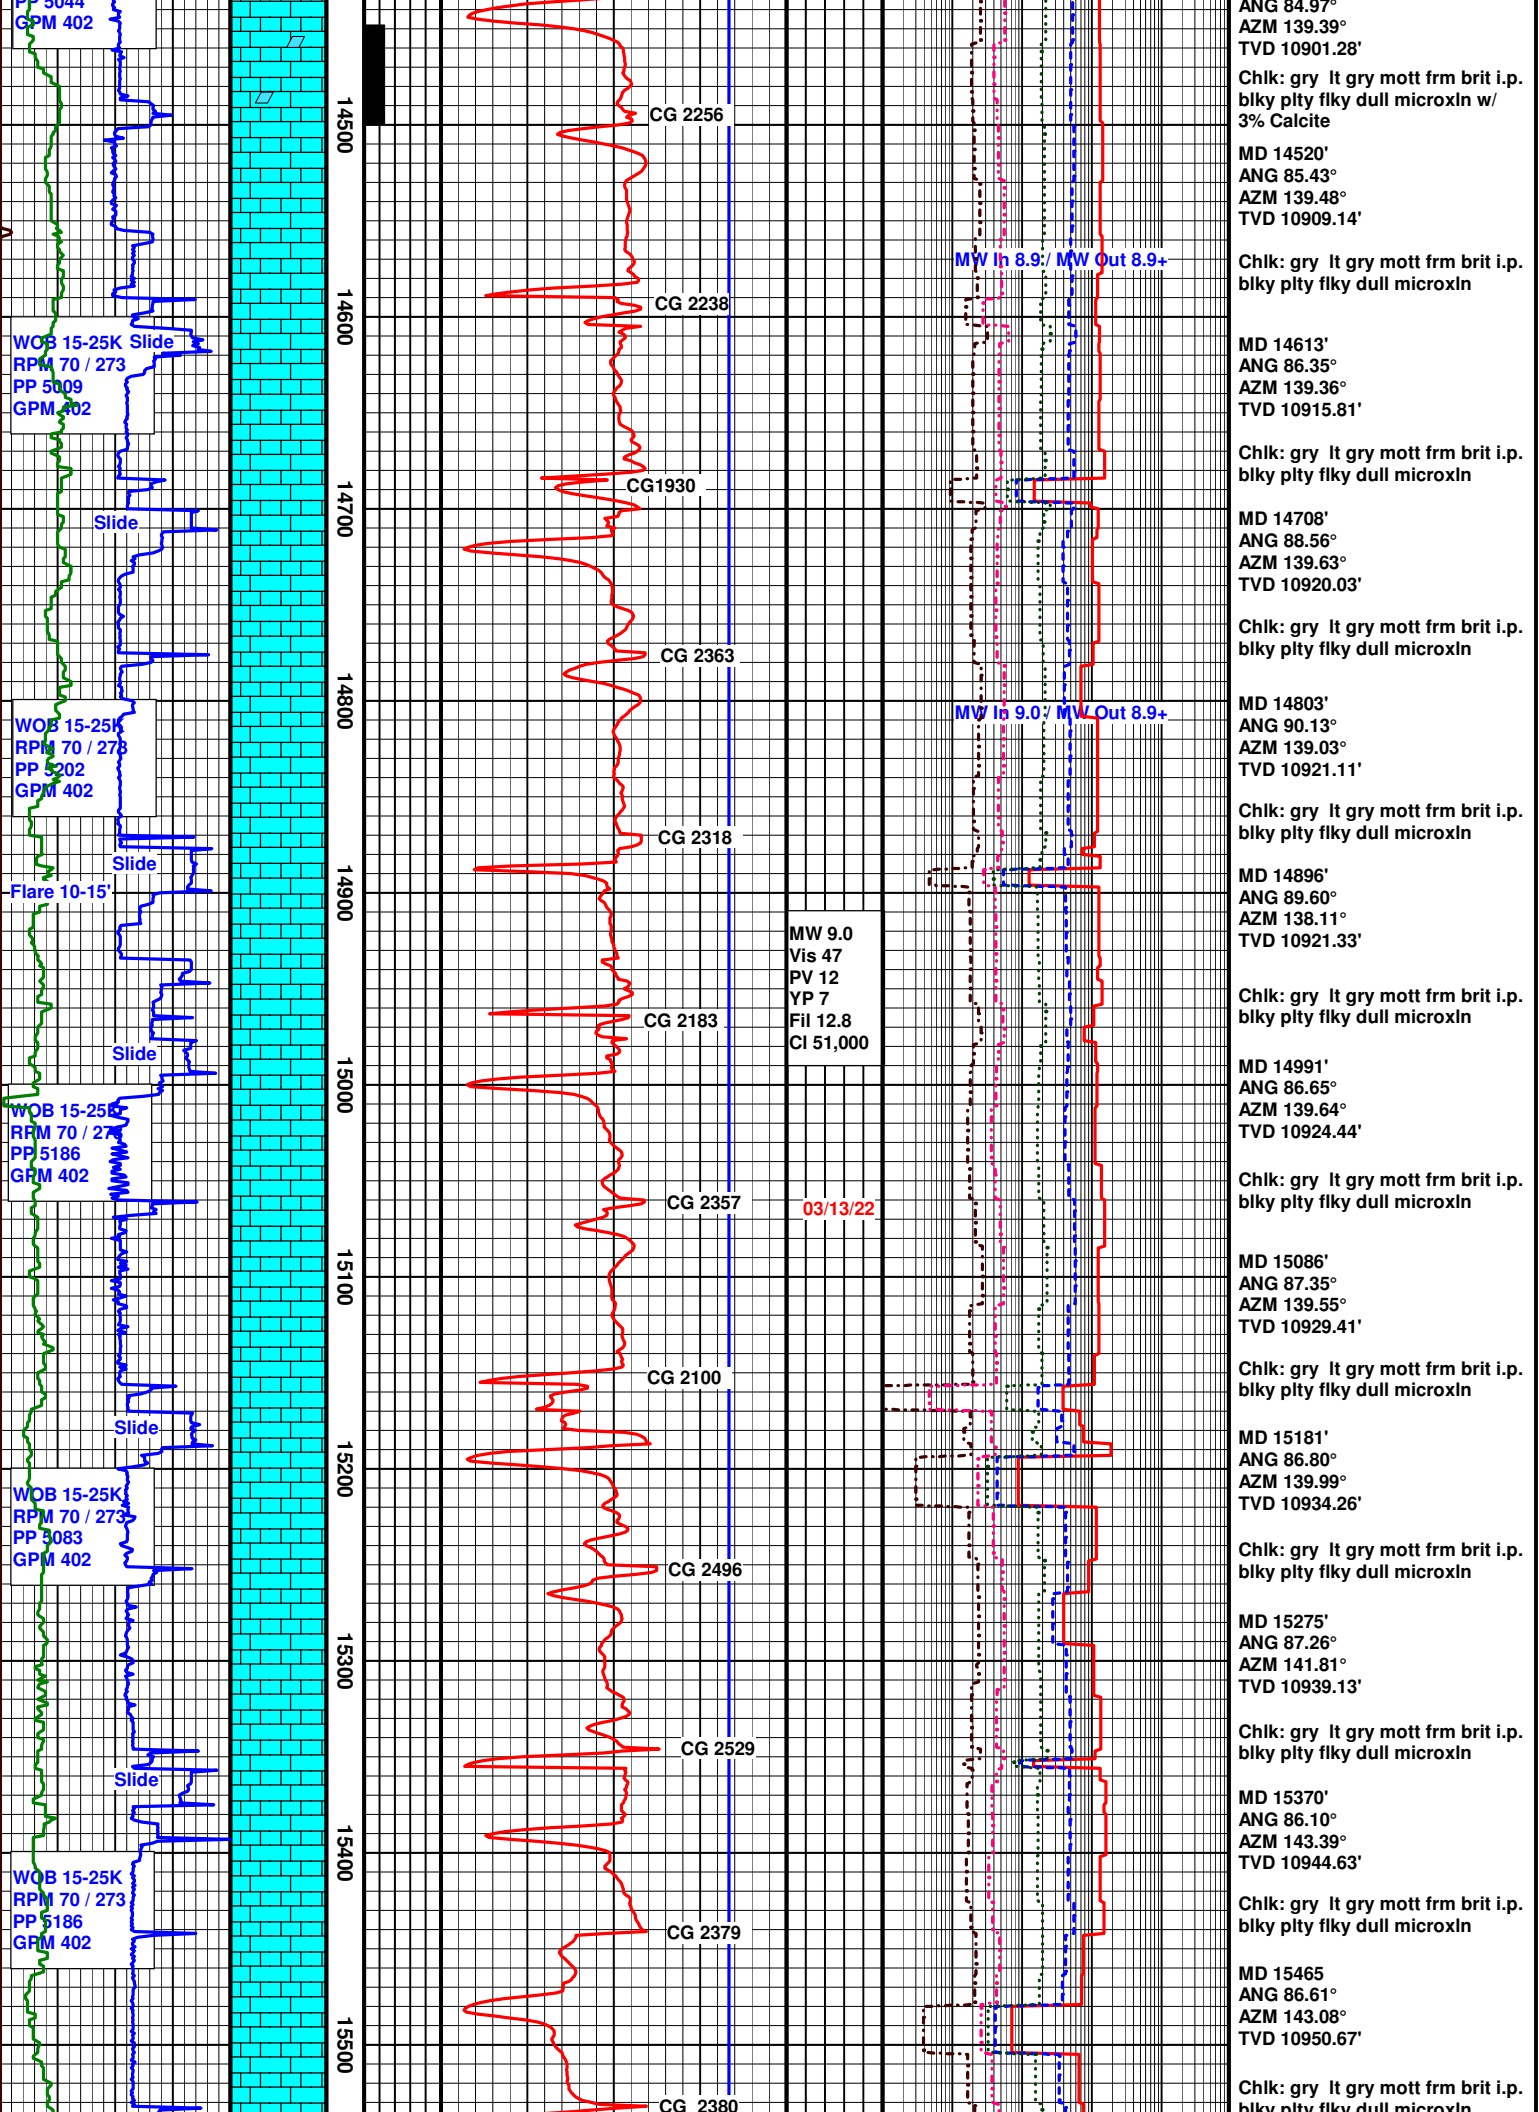 PP 5044
GPM 402
WOB 15-25K
RPM 70 / 273
PP 5009
GPM 402
Slide
Slide
WOB 15-25K
RPM 70 / 273
PP 5202
GPM 402
Slide
Flare 10-15'
Slide
WOB 15-25K
RPM 70 / 273
PP 5186
GPM 402
Slide
WOB 15-25K
RPM 70 / 273
PP 5083
GPM 402
Slide
WOB 15-25K
RPM 70 / 273
PP 5186
GPM 402
14500
14600
14700
14800
14900
15000
15100
15200
15300
15400
15500
CG 2256
CG 2238
CG1930
CG 2363
CG 2318
CG 2183
CG 2357
CG 2100
CG 2496
CG 2529
CG 2379
CG 2380
MW 9.0
Vis 47
PV 12
YP 7
Fil 12.8
Cl 51,000
03/13/22
MW In 8.9 / MW Out 8.9+
MW In 9.0 / MW Out 8.9+
ANG 84.97°
AZM 139.39°
TVD 10901.28'
Chlk: gry lt gry mott frm brit i.p.
blky plty flky dull microxln w/
3% Calcite
MD 14520'
ANG 85.43°
AZM 139.48°
TVD 10909.14'
Chlk: gry lt gry mott frm brit i.p.
blky plty flky dull microxln
MD 14613'
ANG 86.35°
AZM 139.36°
TVD 10915.81'
Chlk: gry lt gry mott frm brit i.p.
blky plty flky dull microxln
MD 14708'
ANG 88.56°
AZM 139.63°
TVD 10920.03'
Chlk: gry lt gry mott frm brit i.p.
blky plty flky dull microxln
MD 14803'
ANG 90.13°
AZM 139.03°
TVD 10921.11'
Chlk: gry lt gry mott frm brit i.p.
blky plty flky dull microxln
MD 14896'
ANG 89.60°
AZM 138.11°
TVD 10921.33'
Chlk: gry lt gry mott frm brit i.p.
blky plty flky dull microxln
MD 14991'
ANG 86.65°
AZM 139.64°
TVD 10924.44'
Chlk: gry lt gry mott frm brit i.p.
blky plty flky dull microxln
MD 15086'
ANG 87.35°
AZM 139.55°
TVD 10929.41'
Chlk: gry lt gry mott frm brit i.p.
blky plty flky dull microxln
MD 15181'
ANG 86.80°
AZM 139.99°
TVD 10934.26'
Chlk: gry lt gry mott frm brit i.p.
blky plty flky dull microxln
MD 15275'
ANG 87.26°
AZM 141.81°
TVD 10939.13'
Chlk: gry lt gry mott frm brit i.p.
blky plty flky dull microxln
MD 15370'
ANG 86.10°
AZM 143.39°
TVD 10944.63'
Chlk: gry lt gry mott frm brit i.p.
blky plty flky dull microxln
MD 15465
ANG 86.61°
AZM 143.08°
TVD 10950.67'
Chlk: gry lt gry mott frm brit i.p.
blky plty flky dull microxln